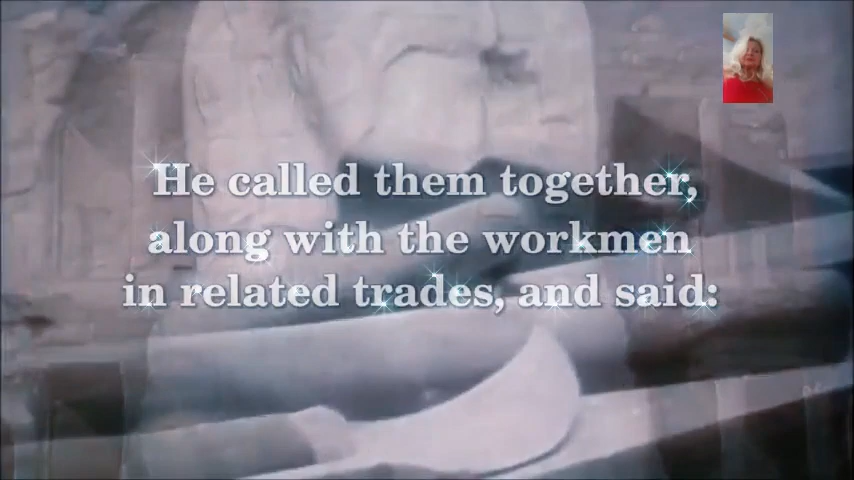 He called them together,
along with the workmen
in related trades, and said: